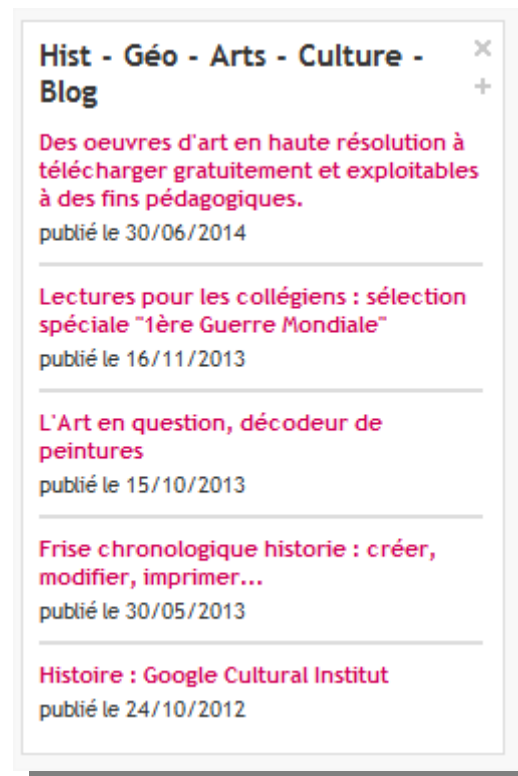 Hist - Géo - Arts - Culture -
Blog
Des oeuvres d'art en haute résolution à
télécharger gratuitement et exploitables
à des fins pédagogiques.
publié le 30/06/2014
Lectures pour les collégiens : sélection
spéciale "1ère Guerre Mondiale"
publié le 16/11/2013
L'Art en question, décodeur de
peintures
publié le 15/10/2013
Frise chronologique historie : créer,
modifier, imprimer...
publié le 30/05/2013
Histoire : Google Cultural Institut
publié le 24/10/2012